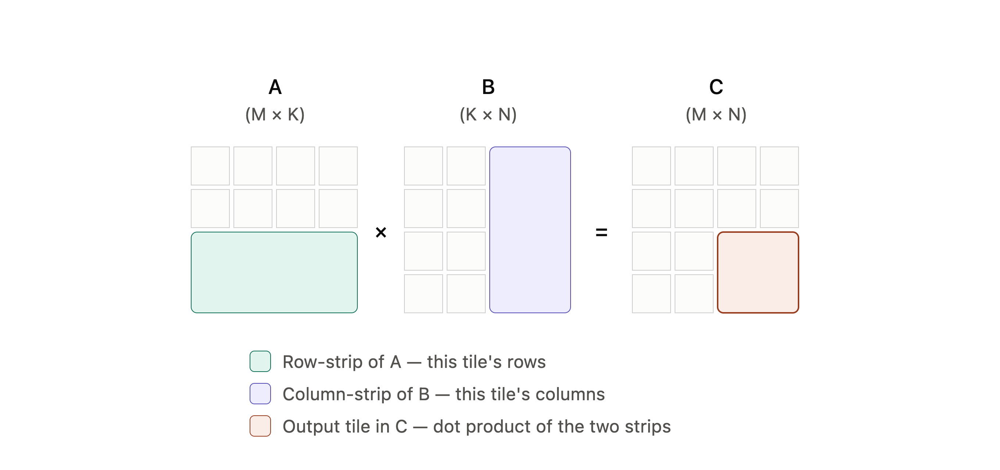 A
B
C
(M × K)
(K × N)
(M × N)
×
=
Row-strip of A — this tile's rows
Column-strip of B — this tile's columns
Output tile in C — dot product of the two strips